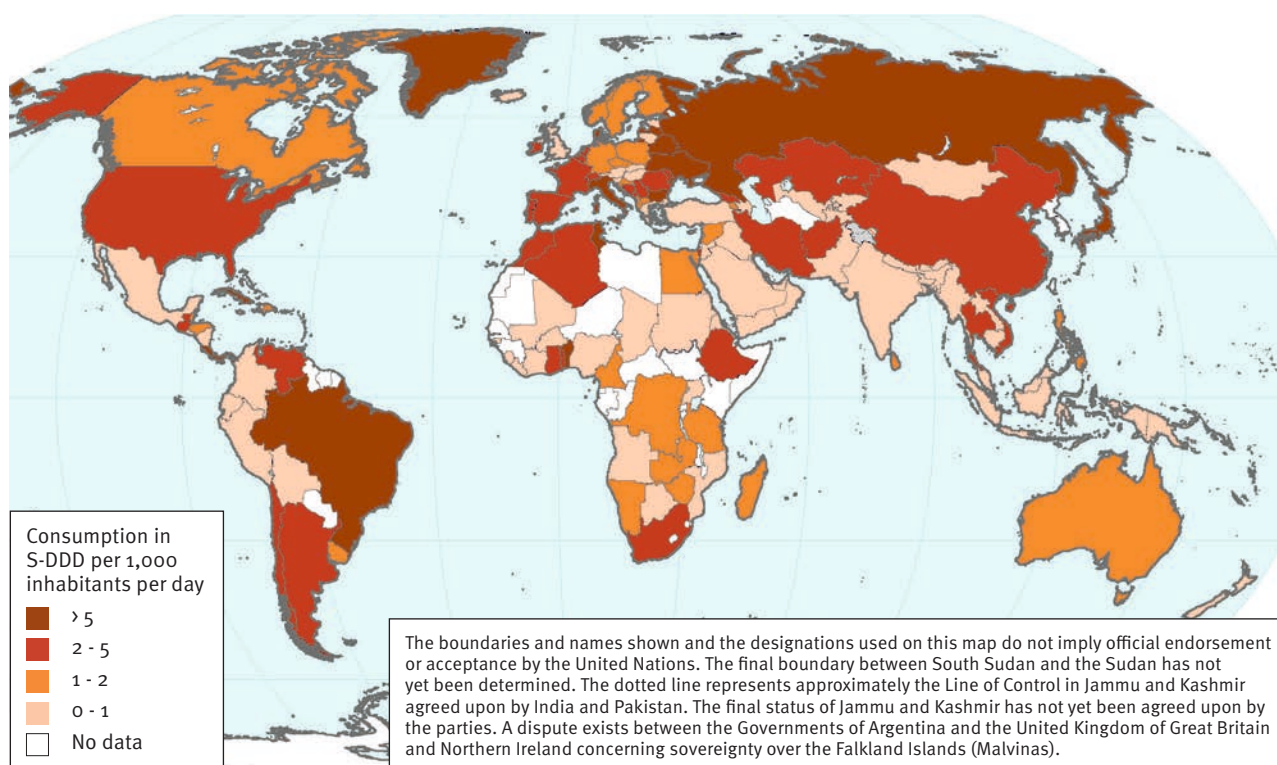 Consumption in
S-DDD per 1,000
inhabitants per day
> 5
2 - 5
1 - 2
0 - 1
No data
The boundaries and names shown and the designations used on this map do not imply official endorsement
or acceptance by the United Nations. The final boundary between South Sudan and the Sudan has not
yet been determined. The dotted line represents approximately the Line of Control in Jammu and Kashmir
agreed upon by India and Pakistan. The final status of Jammu and Kashmir has not yet been agreed upon by
the parties. A dispute exists between the Governments of Argentina and the United Kingdom of Great Britain
and Northern Ireland concerning sovereignty over the Falkland Islands (Malvinas).